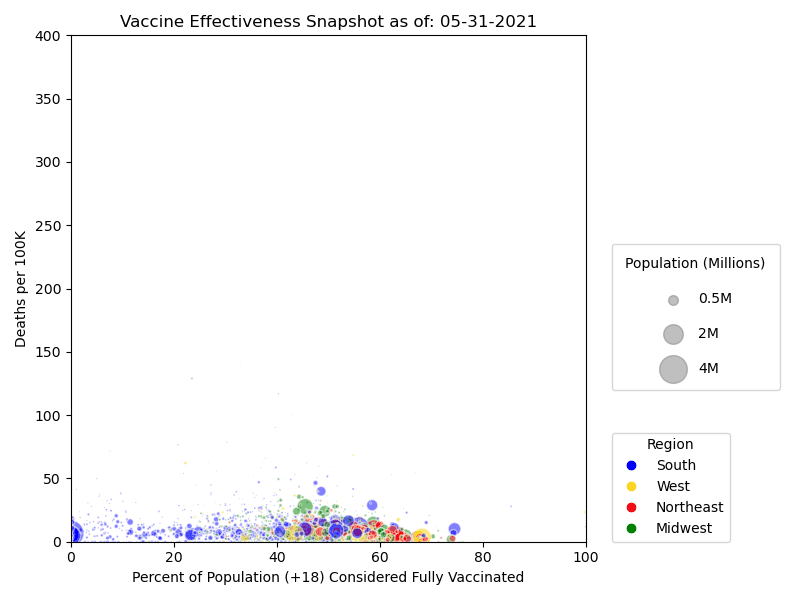 Vaccine Effectiveness Snapshot as of: 05-31-2021
400
350
300
250
200
150
100
50
0
Deaths per 100K
0 20 40 60 80 100
Percent of Population (+18) Considered Fully Vaccinated
Population (Millions)
0.5M
2M
4M
Region
South
West
Northeast
Midwest